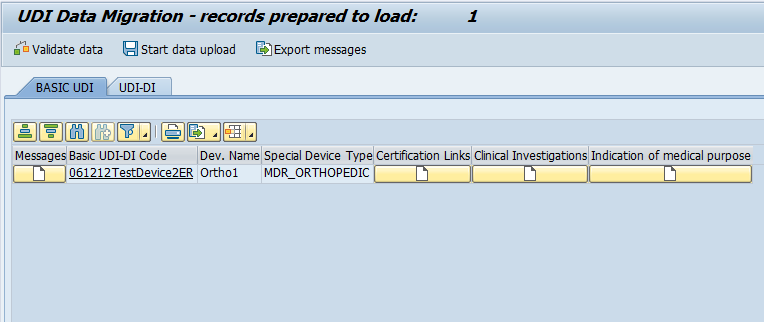 UDI Data Migration - records prepared to load: 1
Validate data Start data upload Export messages
BASIC UDI UDI-DI
Messages Basic UDI-DI Code Dev. Name Special Device Type Certification Links Clinical Investigations Indication of medical purpose
061212TestDevice2ER Ortho1 MDR_ORTHOPEDIC